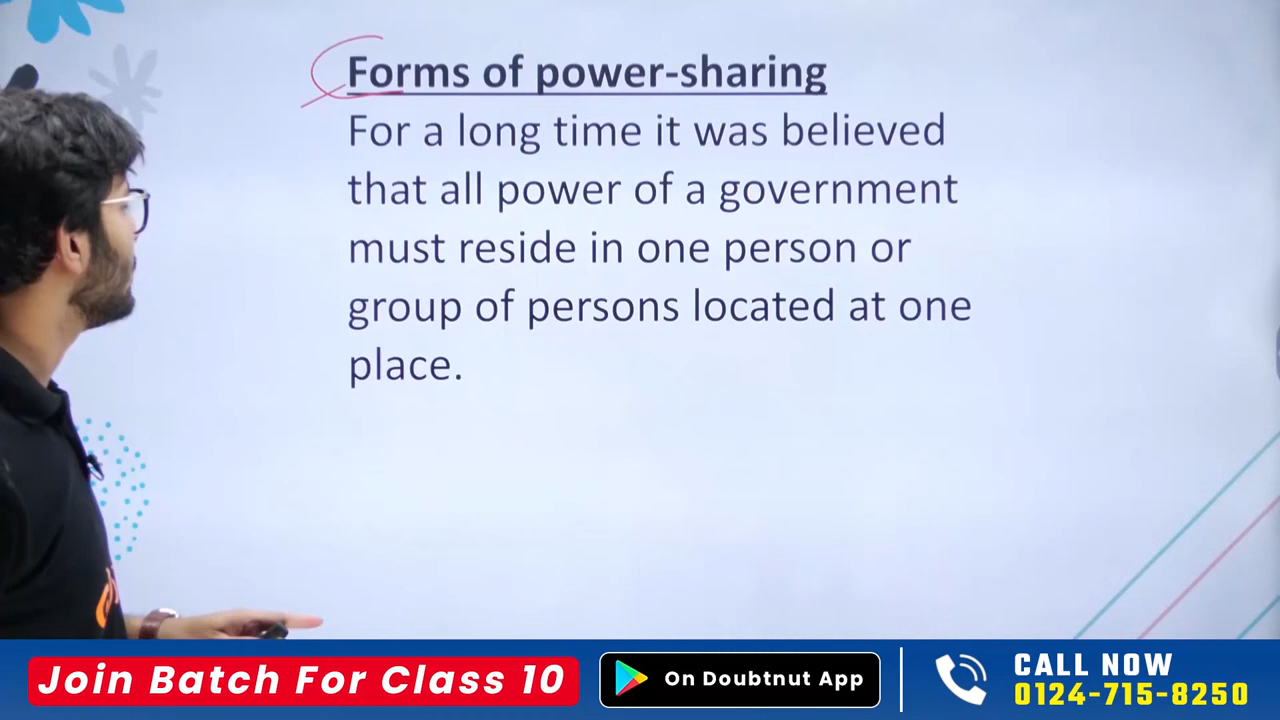 Forms of power-sharing
For a long time it was believed
that all power of a government
must reside in one person or
group of persons located at one
place.
Join Batch For Class 10
On Doubtnut App
CALL NOW
0124-715-8250